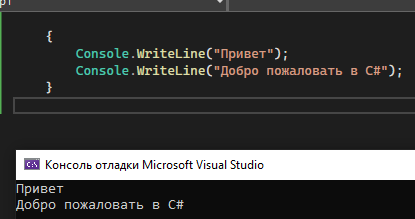 {
Console.WriteLine("Привет");
Console.WriteLine("Добро пожаловать в C#");
}
Консоль отладки Microsoft Visual Studio
Привет
Добро пожаловать в C#